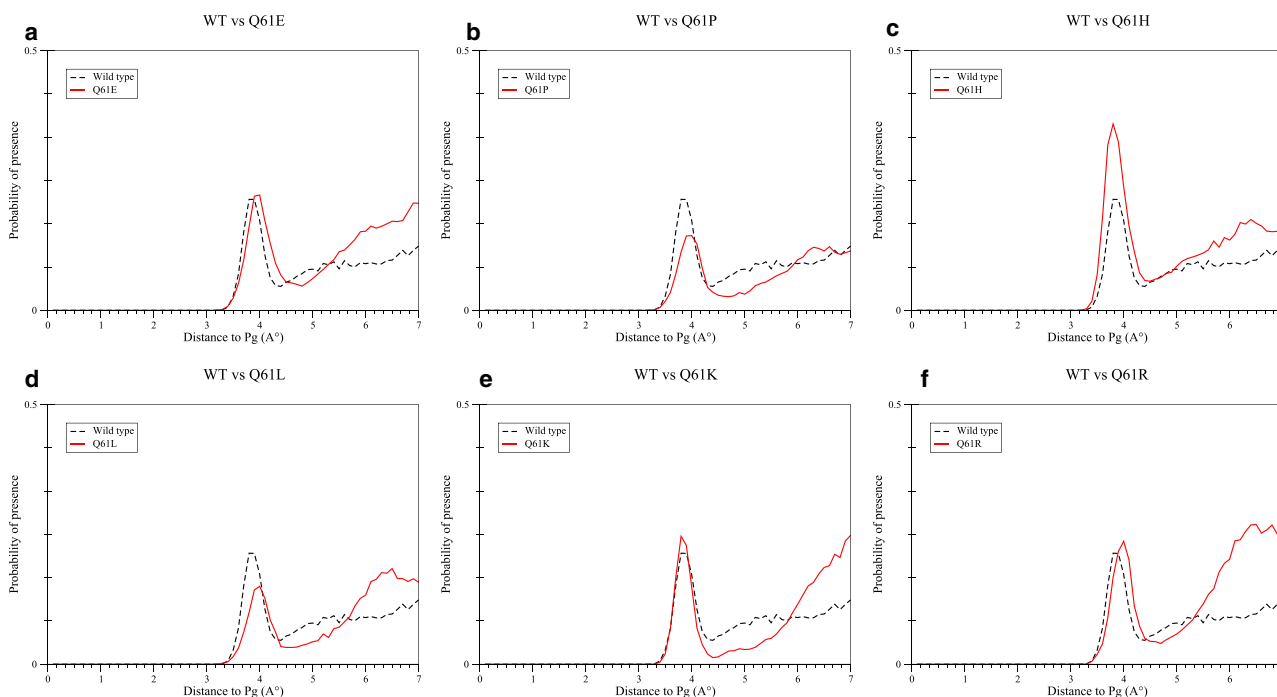 a
WT vs Q61E
0.5
Wild type
Q61E
Probability of presence
0
0 1 2 3 4 5 6 7
Distance to Pg (A°)
b
WT vs Q61P
0.5
Wild type
Q61P
Probability of presence
0
0 1 2 3 4 5 6 7
Distance to Pg (A°)
c
WT vs Q61H
0.5
Wild type
Q61H
Probability of presence
0
0 1 2 3 4 5 6
Distance to Pg (A°)
d
WT vs Q61L
0.5
Wild type
Q61L
Probability of presence
0
0 1 2 3 4 5 6 7
Distance to Pg (A°)
e
WT vs Q61K
0.5
Wild type
Q61K
Probability of presence
0
0 1 2 3 4 5 6 7
Distance to Pg (A°)
f
WT vs Q61R
0.5
Wild type
Q61R
Probability of presence
0
0 1 2 3 4 5 6
Distance to Pg (A°)